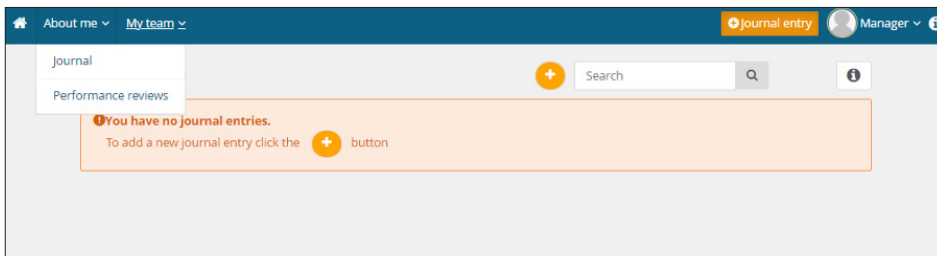 About me My team Journal entry Manager
Journal
Search
Performance reviews
You have no journal entries.
To add a new journal entry click the button